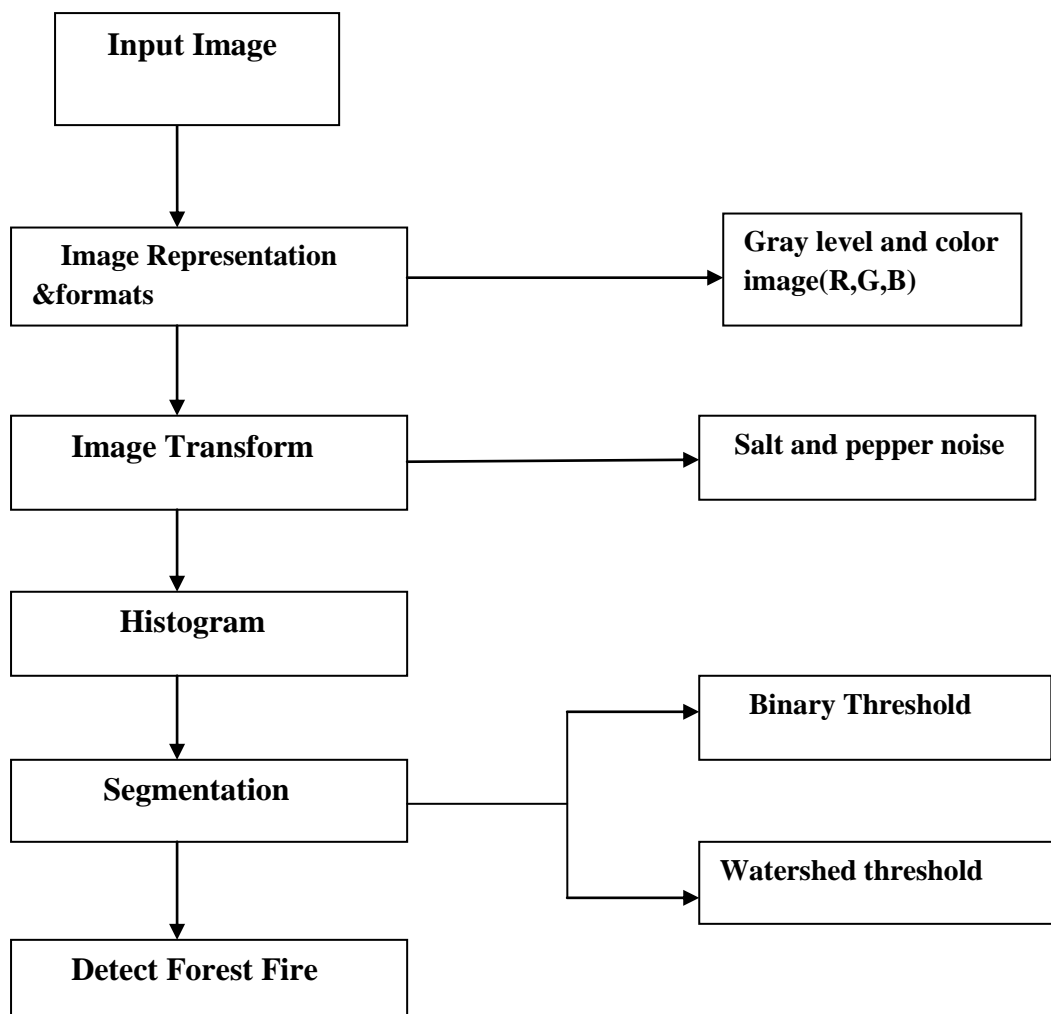 Input Image
Image Representation
&formats
Gray level and color
image(R,G,B)
Image Transform
Salt and pepper noise
Histogram
Binary Threshold
Segmentation
Watershed threshold
Detect Forest Fire